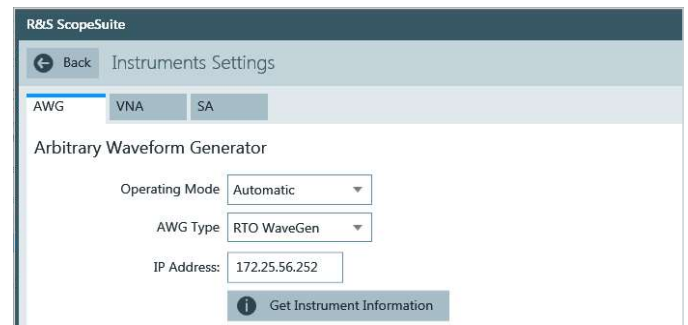 R&S ScopeSuite
Back Instruments Settings
AWG VNA SA
Arbitrary Waveform Generator
Operating Mode Automatic
AWG Type RTO WaveGen
IP Address: 172.25.56.252
Get Instrument Information